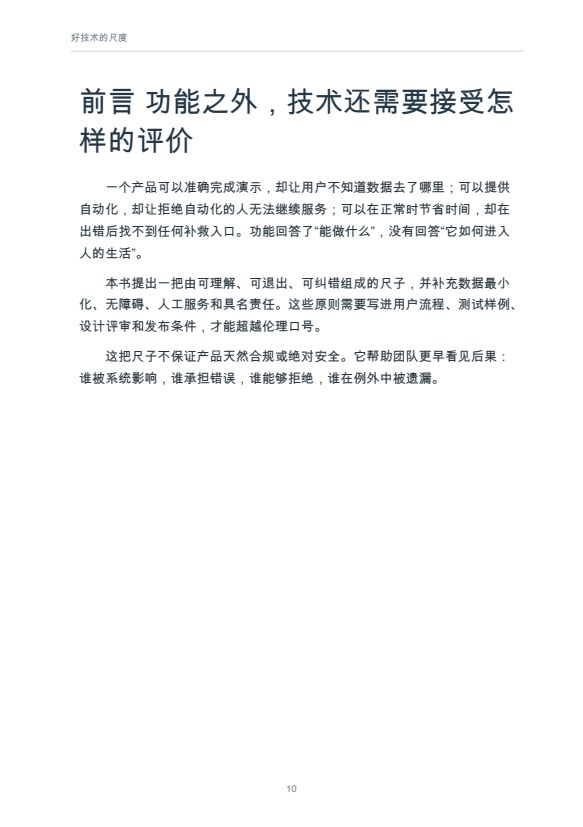 好技术的尺度
前言 功能之外，技术还需要接受怎
样的评价
一个产品可以准确完成演示，却让用户不知道数据去了哪里；可以提供
自动化，却让拒绝自动化的人无法继续服务；可以在正常时节省时间，却在
出错后找不到任何补救入口。功能回答了“能做什么”，没有回答“它如何进入
人的生活”。
本书提出一把由可理解、可退出、可纠错组成的尺子，并补充数据最小
化、无障碍、人工服务和具名责任。这些原则需要写进用户流程、测试样例、
设计评审和发布条件，才能超越伦理口号。
这把尺子不保证产品天然合规或绝对安全。它帮助团队更早看见后果：
谁被系统影响，谁承担错误，谁能够拒绝，谁在例外中被遗漏。
10